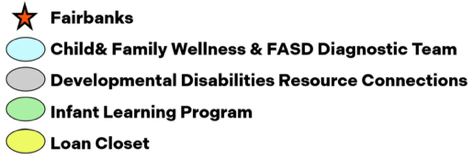 Fairbanks
Child& Family Wellness & FASD Diagnostic Team
Developmental Disabilities Resource Connections
Infant Learning Program
Loan Closet